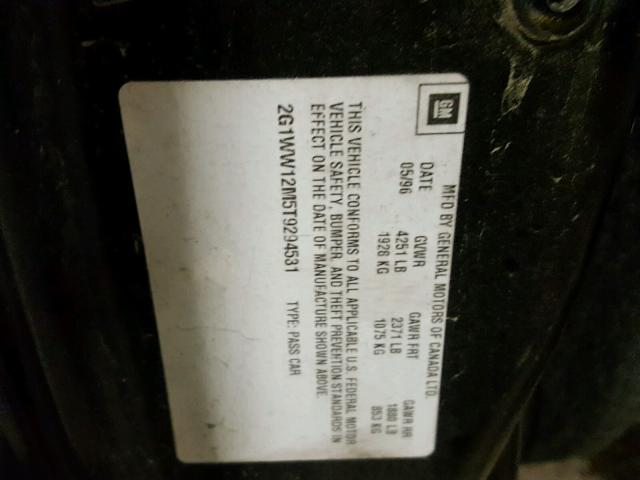 GM
MFD BY GENERAL MOTORS OF CANADA LTD.
DATE GVWR GAWR FRT GAWR RR
05/96 4251 LB 2371 LB 1880 LB
1928 KG 1075 KG 853 KG
THIS VEHICLE CONFORMS TO ALL APPLICABLE U.S. FEDERAL MOTOR
VEHICLE SAFETY, BUMPER, AND THEFT PREVENTION STANDARDS IN
EFFECT ON THE DATE OF MANUFACTURE SHOWN ABOVE.
2G1WW12M5T9294531 TYPE: PASS CAR